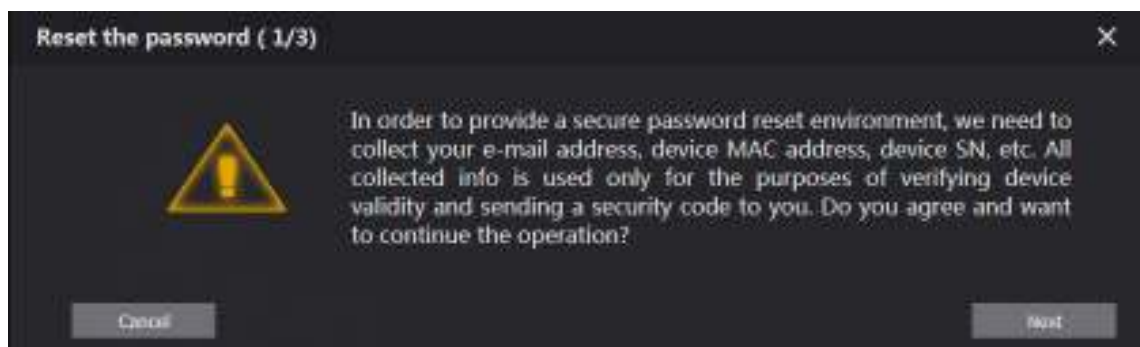 Reset the password ( 1/3)
In order to provide a secure password reset environment, we need to
collect your e-mail address, device MAC address, device SN, etc. All
collected info is used only for the purposes of verifying device
validity and sending a security code to you. Do you agree and want
to continue the operation?
Cancel
Next